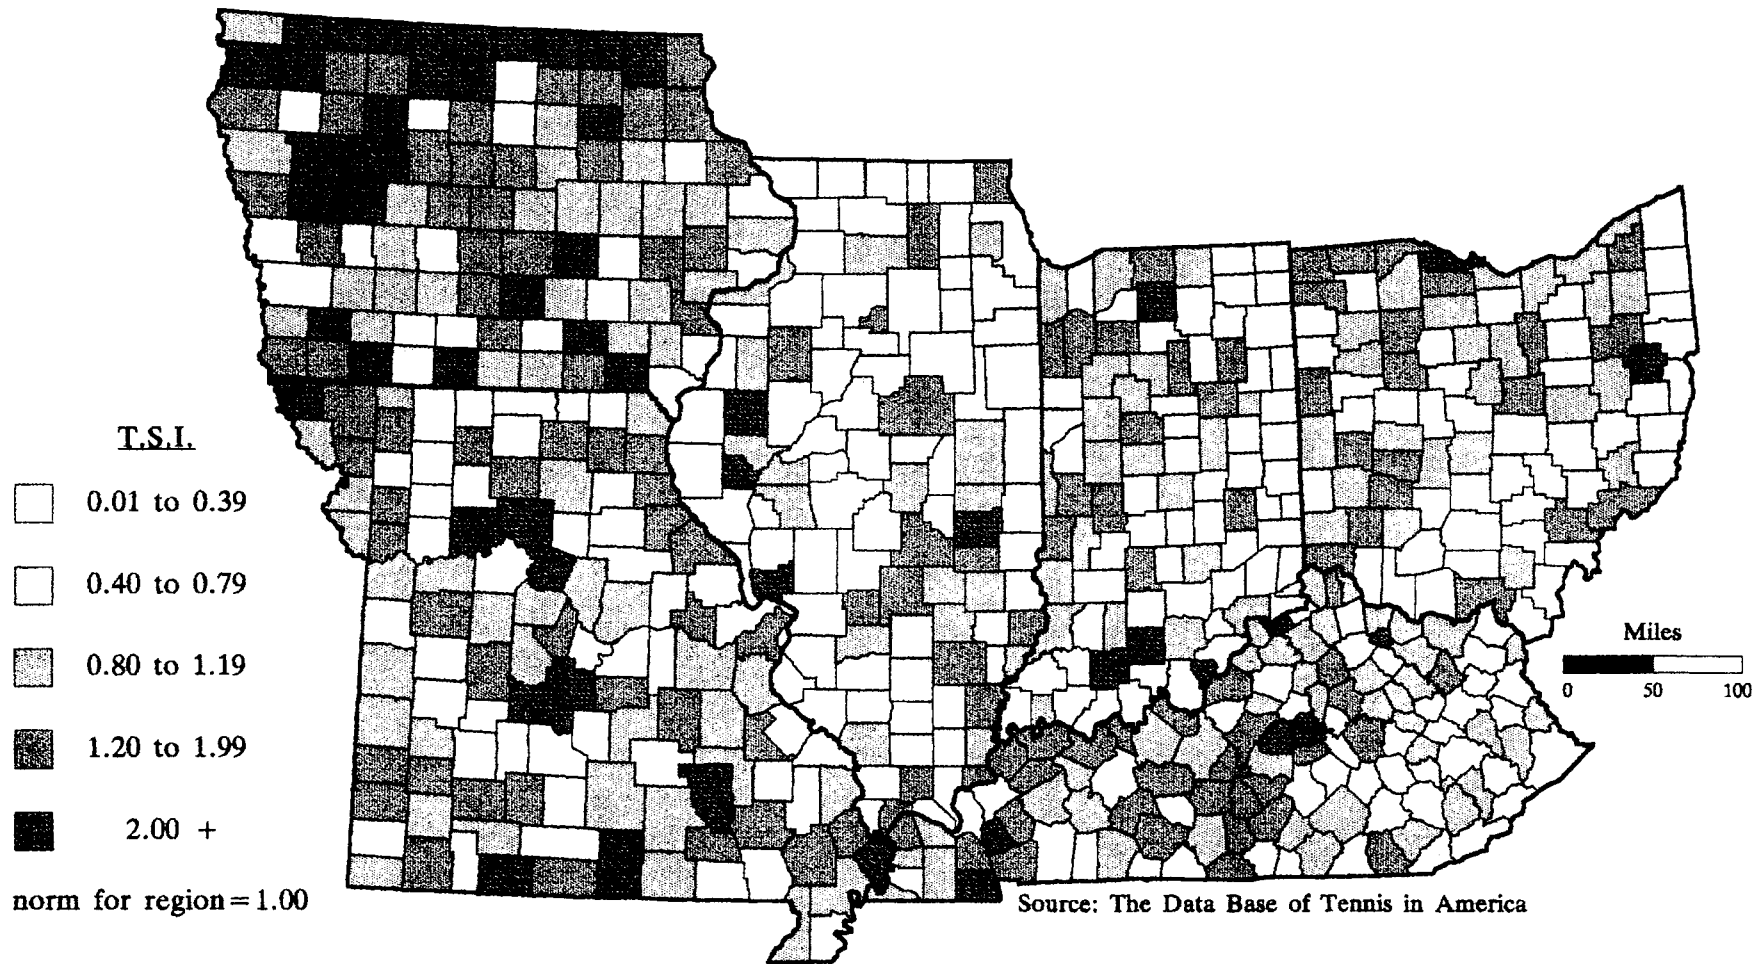 T.S.I.
0.01 to 0.39
0.40 to 0.79
0.80 to 1.19
1.20 to 1.99
2.00 +
norm for region = 1.00
Miles
0 50 100
Source: The Data Base of Tennis in America